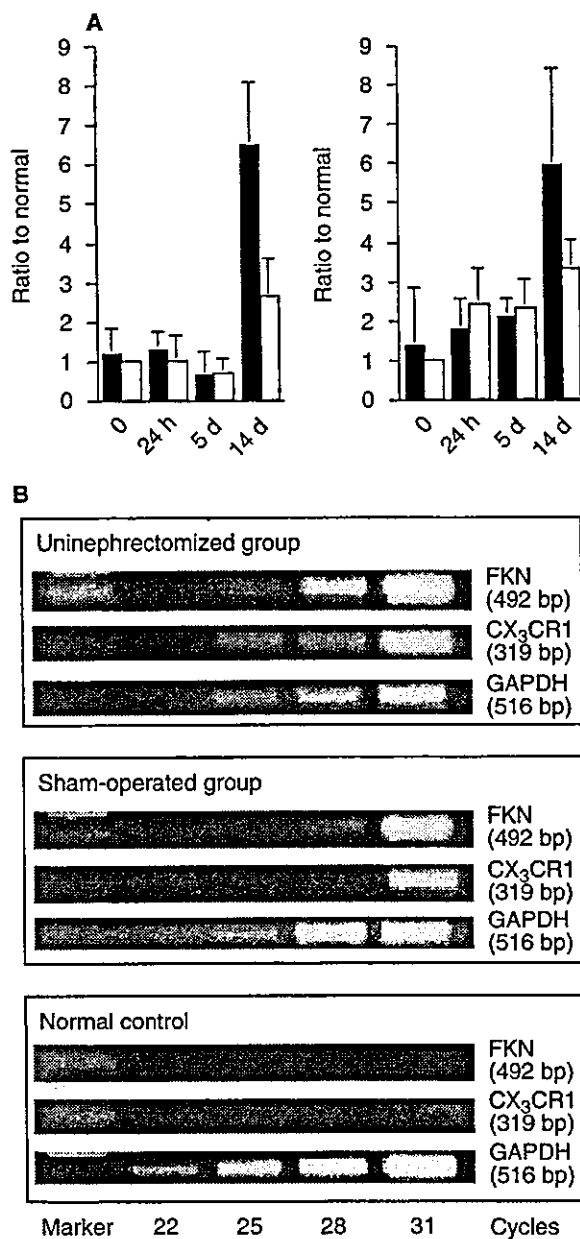 A
9
8
7
6
5
4
3
2
1
0
Ratio to normal
0
24 h
5 d
14 d
9
8
7
6
5
4
3
2
1
0
Ratio to normal
0
24 h
5 d
14 d
B
Uninephrectomized group
FKN
(492 bp)
CX₃CR1
(319 bp)
GAPDH
(516 bp)
Sham-operated group
FKN
(492 bp)
CX₃CR1
(319 bp)
GAPDH
(516 bp)
Normal control
FKN
(492 bp)
CX₃CR1
(319 bp)
GAPDH
(516 bp)
Marker 22 25 28 31 Cycles